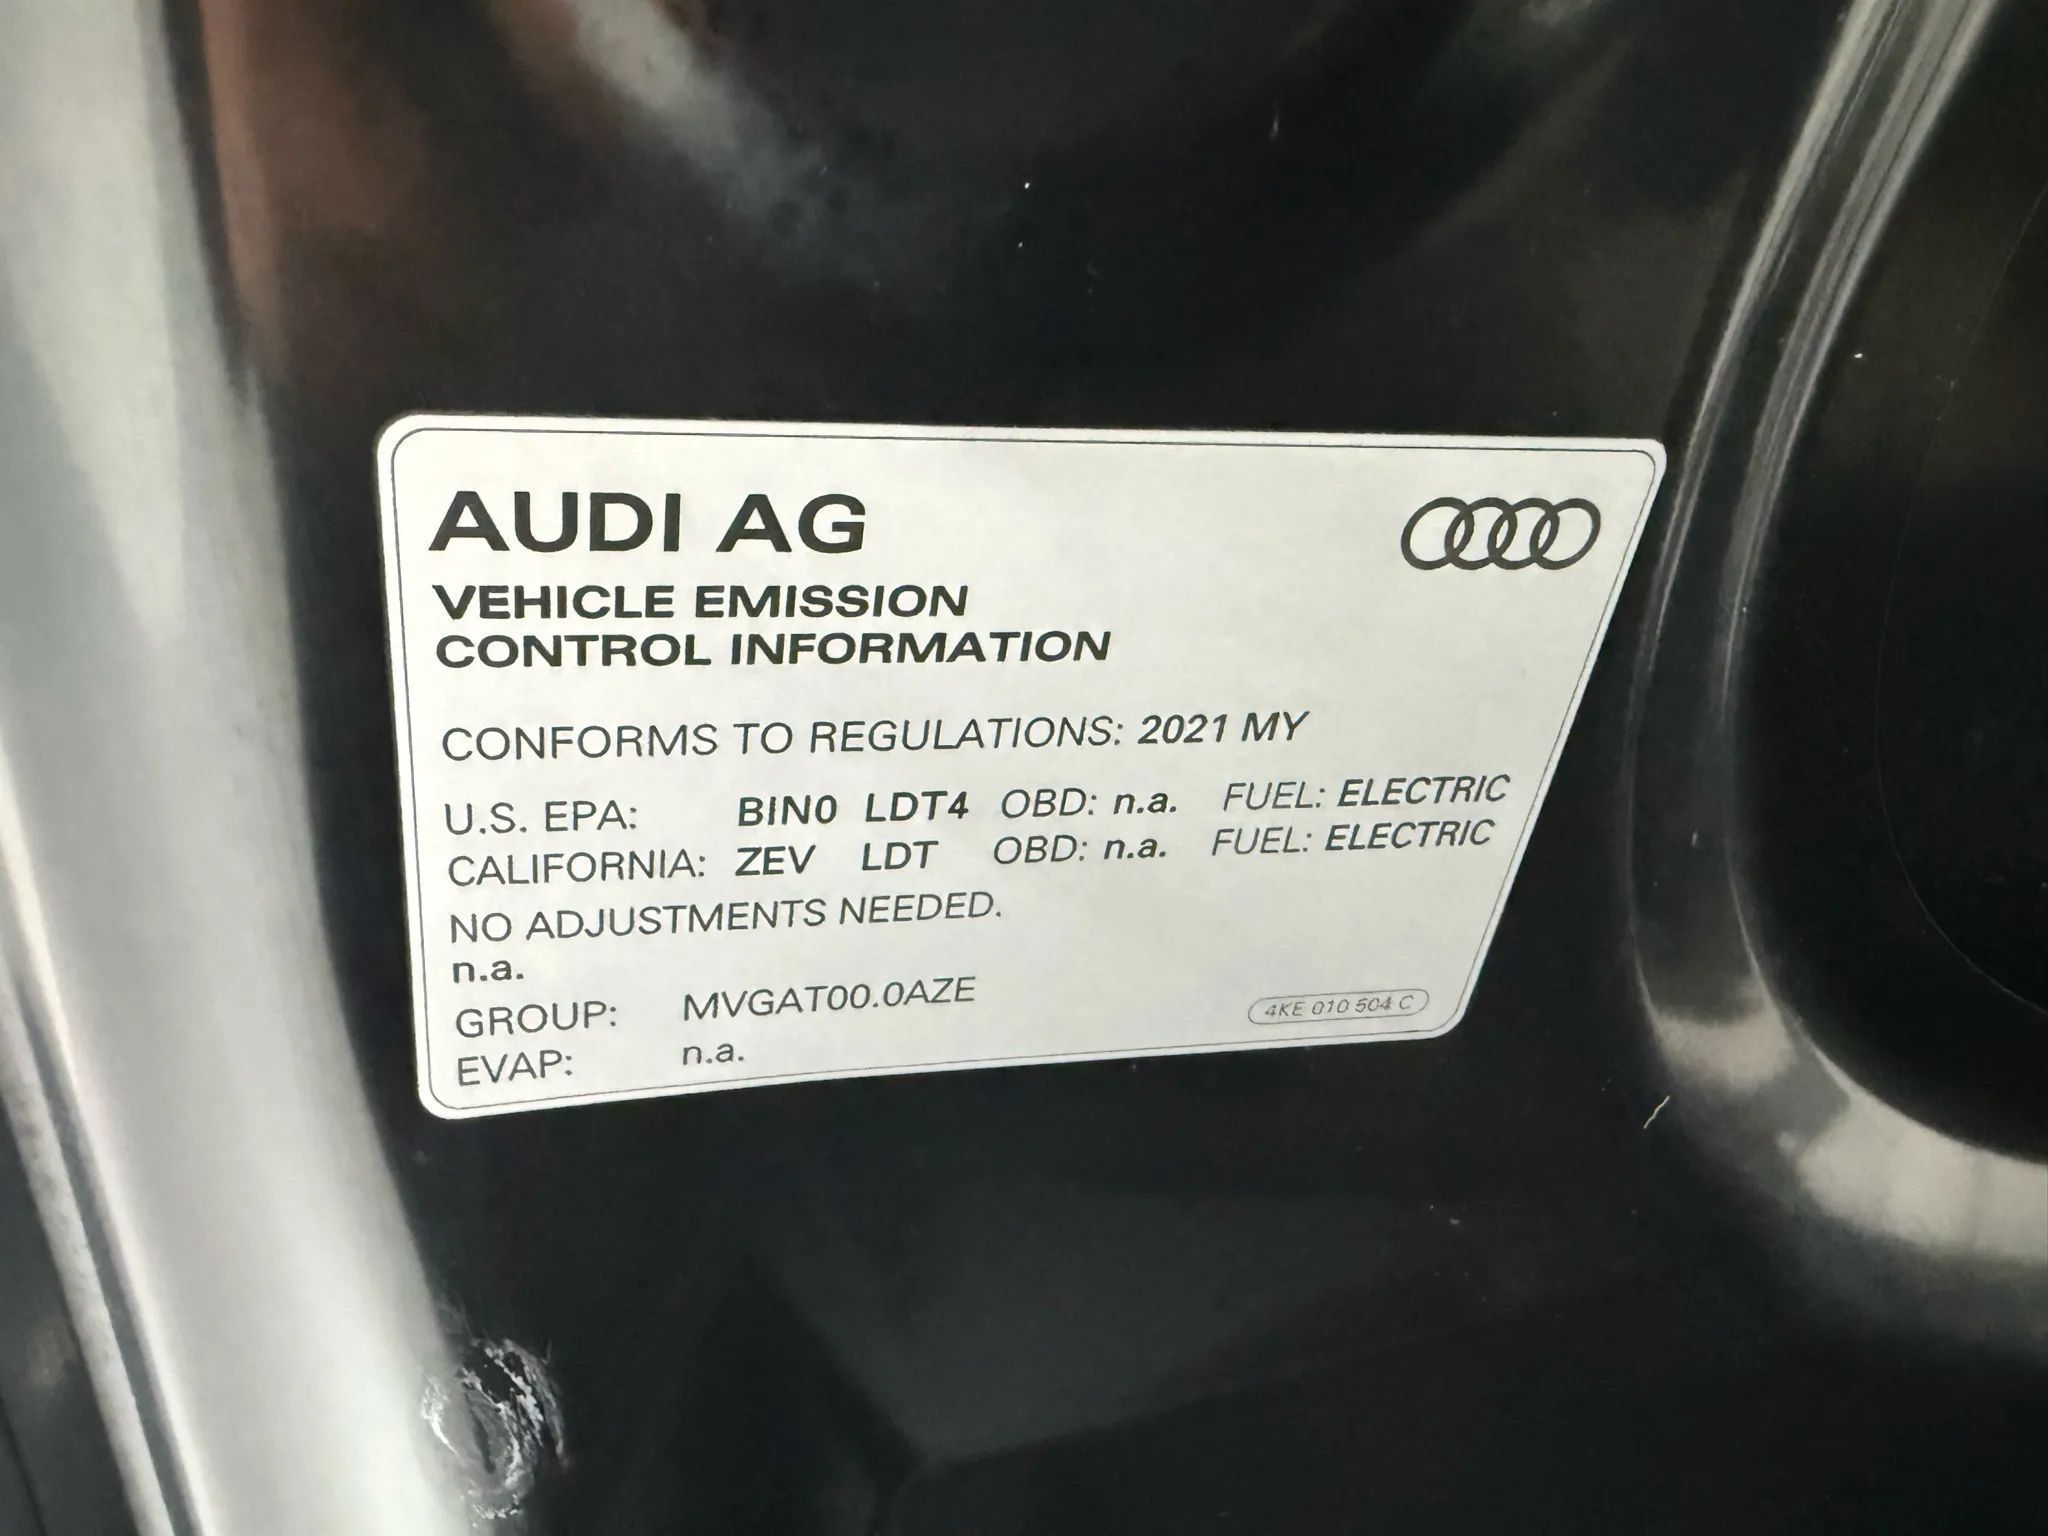 AUDI AG
VEHICLE EMISSION
CONTROL INFORMATION
CONFORMS TO REGULATIONS: 2021 MY
U.S. EPA: BIN0 LDT4 OBD: n.a. FUEL: ELECTRIC
CALIFORNIA: ZEV LDT OBD: n.a. FUEL: ELECTRIC
NO ADJUSTMENTS NEEDED.
n.a.
GROUP: MVGAT00.0AZE
EVAP: n.a.
4KE 010 504 C